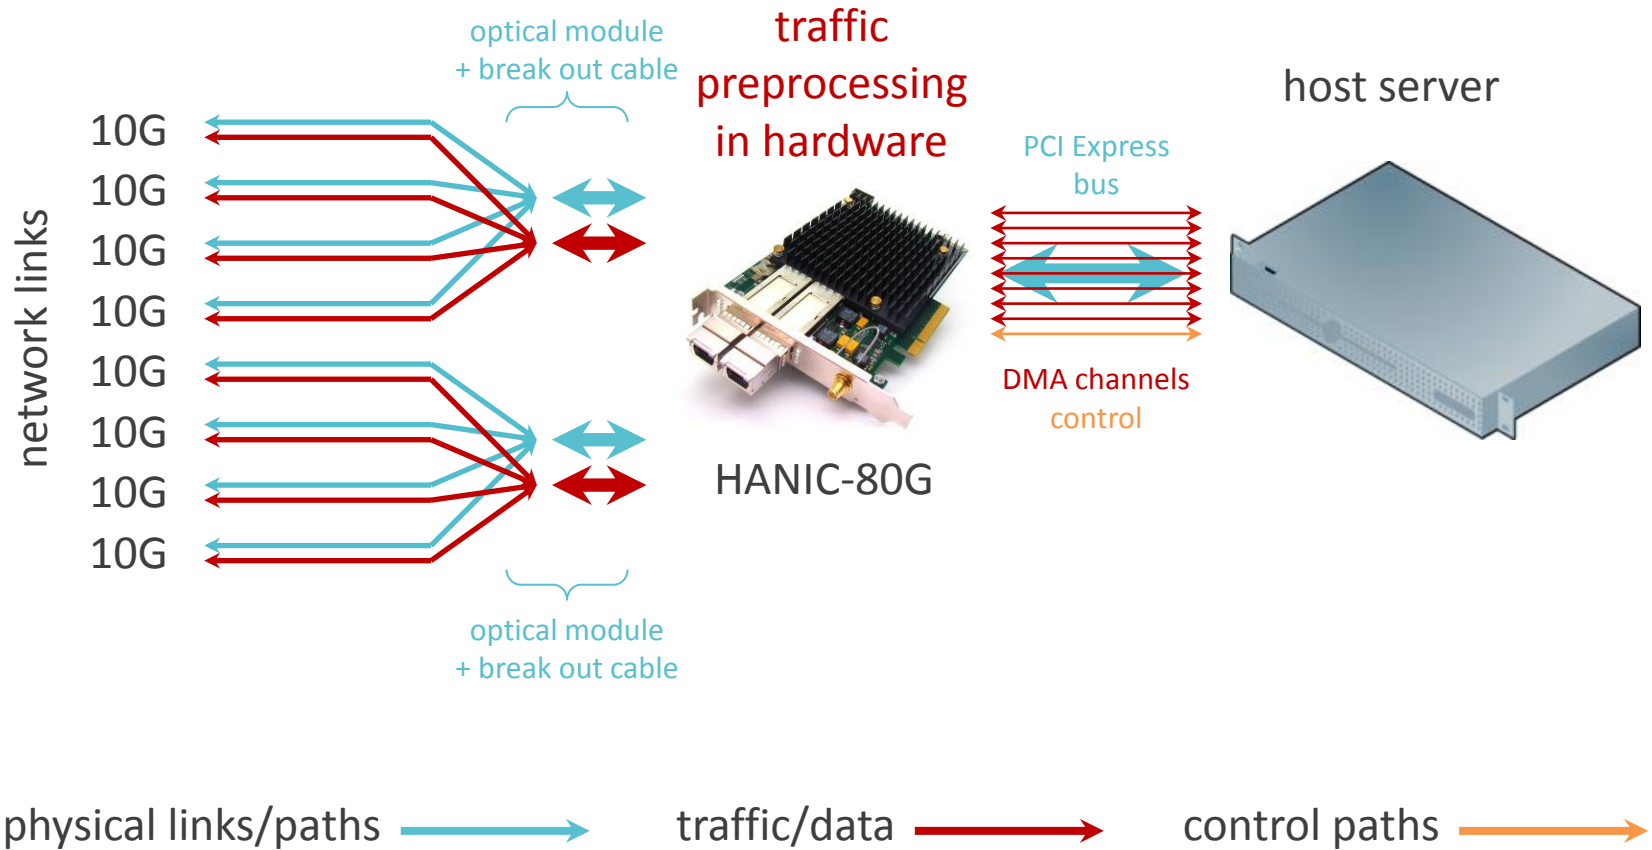 optical module
+ break out cable
traffic
preprocessing
in hardware
host server
PCI Express
bus
network links
10G
10G
10G
10G
10G
10G
10G
10G
DMA channels
control
HANIC-80G
optical module
+ break out cable
physical links/paths
traffic/data
control paths